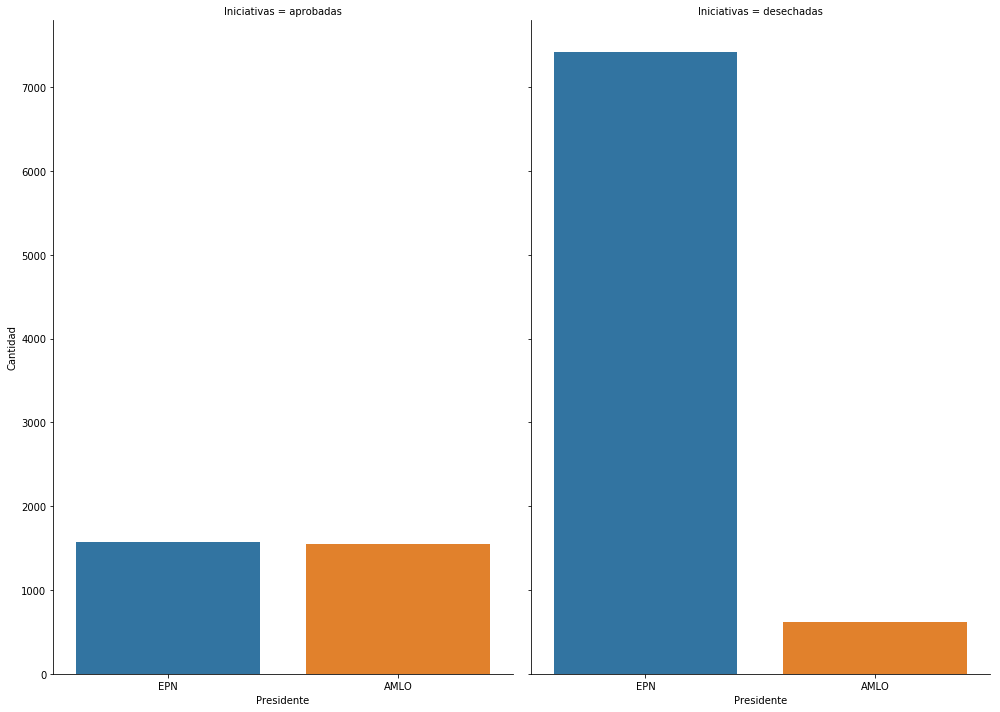 Iniciativas = aprobadas
Iniciativas = desechadas
Cantidad
7000
6000
5000
4000
3000
2000
1000
0
EPN
AMLO
Presidente
EPN
AMLO
Presidente